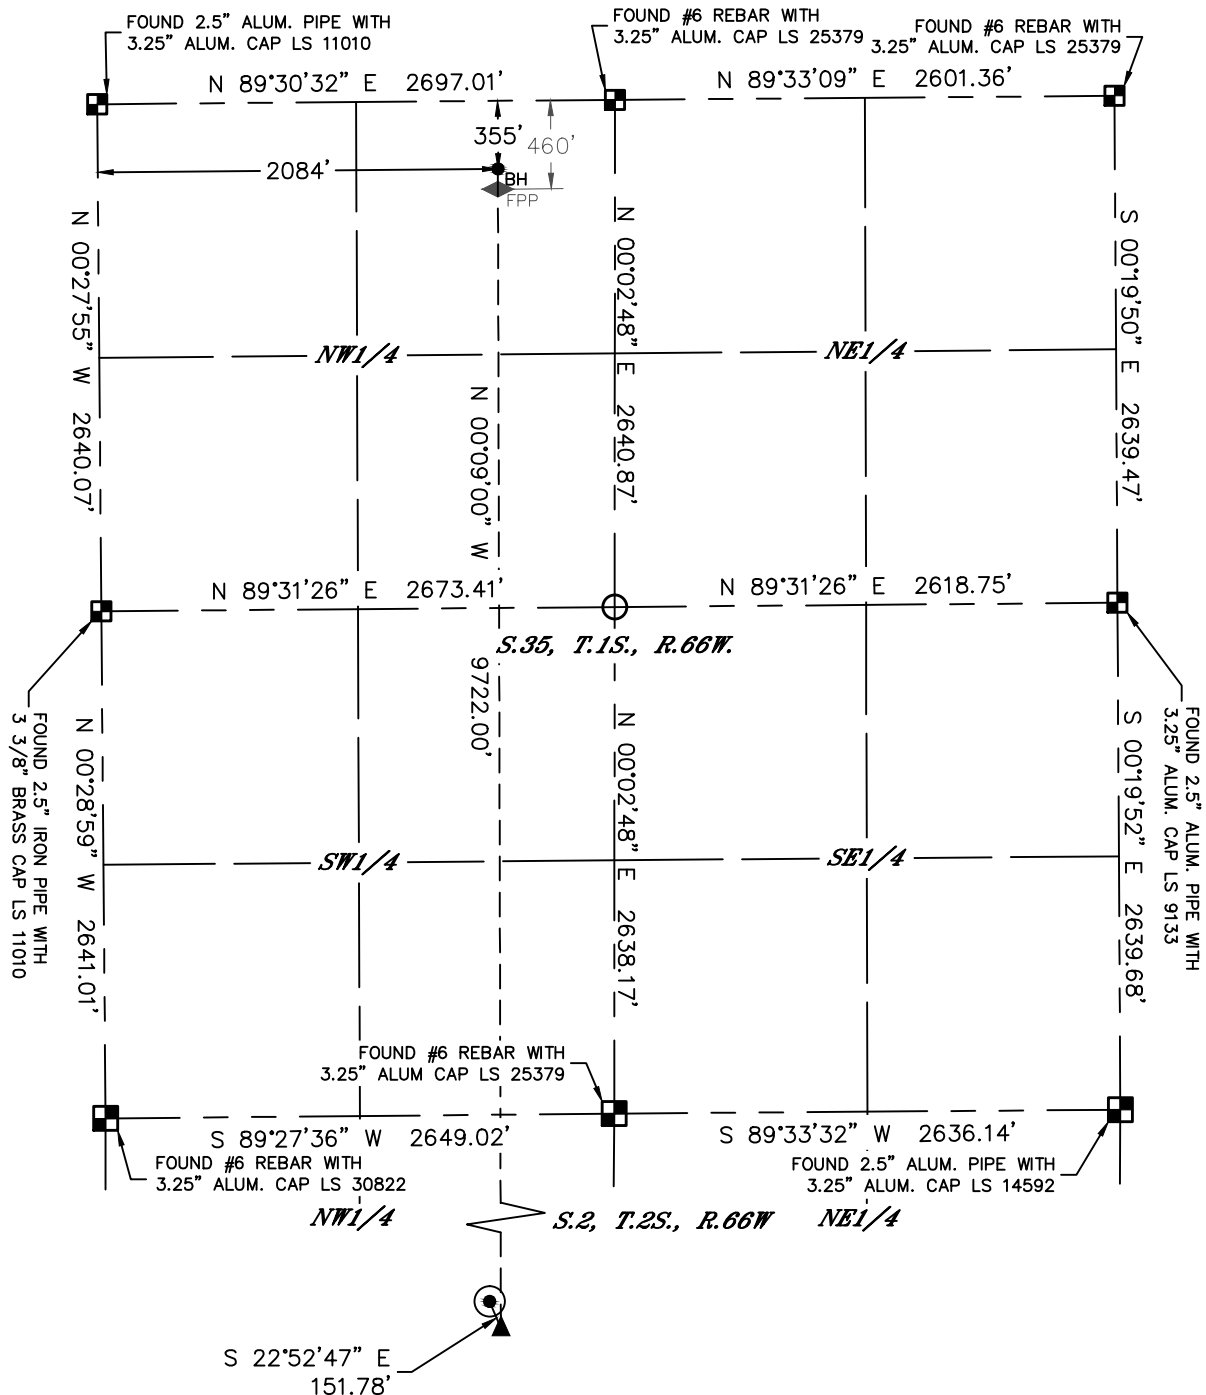 FOUND 2.5” ALUM. PIPE WITH
3.25” ALUM. CAP LS 11010
FOUND #6 REBAR WITH
3.25” ALUM. CAP LS 25379
FOUND #6 REBAR WITH
3.25” ALUM. CAP LS 25379
N 89°30'32” E 2697.01'
N 89°33'09” E 2601.36'
355'
460'
2084'
BH
FPP
N 00°27'55” W 2640.07'
N 00°02'48” E 2640.87'
S 00°19'50” E 2639.47'
NW1/4
NE1/4
N 00°09'00” W 9722.00'
N 89°31'26” E 2673.41'
N 89°31'26” E 2618.75'
S.35, T.1S., R.66W.
FOUND 2.5” IRON PIPE WITH
3 3/8” BRASS CAP LS 11010
N 00°28'59” W 2641.01'
N 00°02'48” E 2638.17'
S 00°19'52” E 2639.68'
FOUND 2.5” ALUM. PIPE WITH
3.25” ALUM. CAP LS 9133
SW1/4
SE1/4
FOUND #6 REBAR WITH
3.25” ALUM CAP LS 25379
S 89°27'36” W 2649.02'
S 89°33'32” W 2636.14'
FOUND #6 REBAR WITH
3.25” ALUM. CAP LS 30822
FOUND 2.5” ALUM. PIPE WITH
3.25” ALUM. CAP LS 14592
NW1/4
S.2, T.2S., R.66W
NE1/4
S 22°52'47” E
151.78'